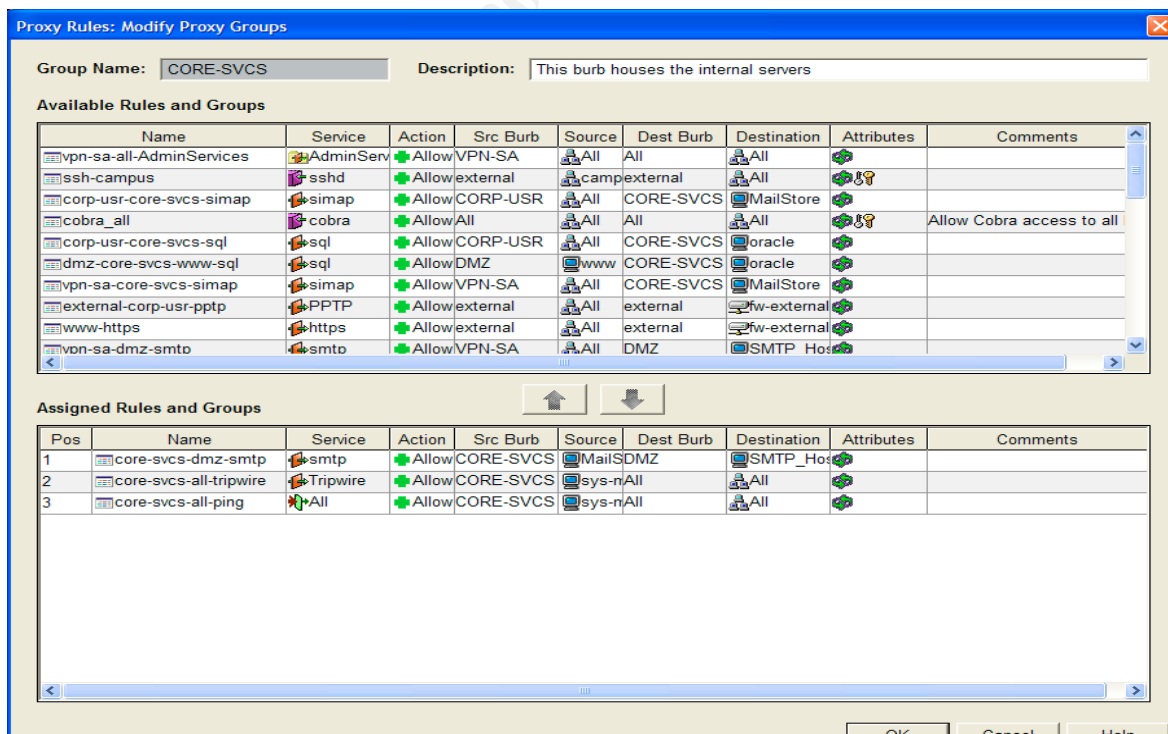 Proxy Rules: Modify Proxy Groups
Group Name: CORE-SVCS Description: This burb houses the internal servers
Available Rules and Groups
Name Service Action Src Burb Source Dest Burb Destination Attributes Comments
vpn-sa-all-AdminServices AdminServ Allow VPN-SA All All All
ssh-campus sshd Allow external camp external All
corp-usr-core-svcs-simap simap Allow CORP-USR All CORE-SVCS MailStore
cobra_all cobra Allow All All All All Allow Cobra access to all
corp-usr-core-svcs-sql sql Allow CORP-USR All CORE-SVCS oracle
dmz-core-svcs-www-sql sql Allow DMZ www CORE-SVCS oracle
vpn-sa-core-svcs-simap simap Allow VPN-SA All CORE-SVCS MailStore
external-corp-usr-pptp PPTP Allow external All external fw-external
www-https https Allow external All external fw-external
vpn-sa-dmz-smtp smtp Allow VPN-SA All DMZ SMTP_Hos
Assigned Rules and Groups
Pos Name Service Action Src Burb Source Dest Burb Destination Attributes Comments
1 core-svcs-dmz-smtp smtp Allow CORE-SVCS MailS DMZ SMTP_Hos
2 core-svcs-all-tripwire Tripwire Allow CORE-SVCS sys-m All All
3 core-svcs-all-ping All Allow CORE-SVCS sys-m All All
OK Cancel Help